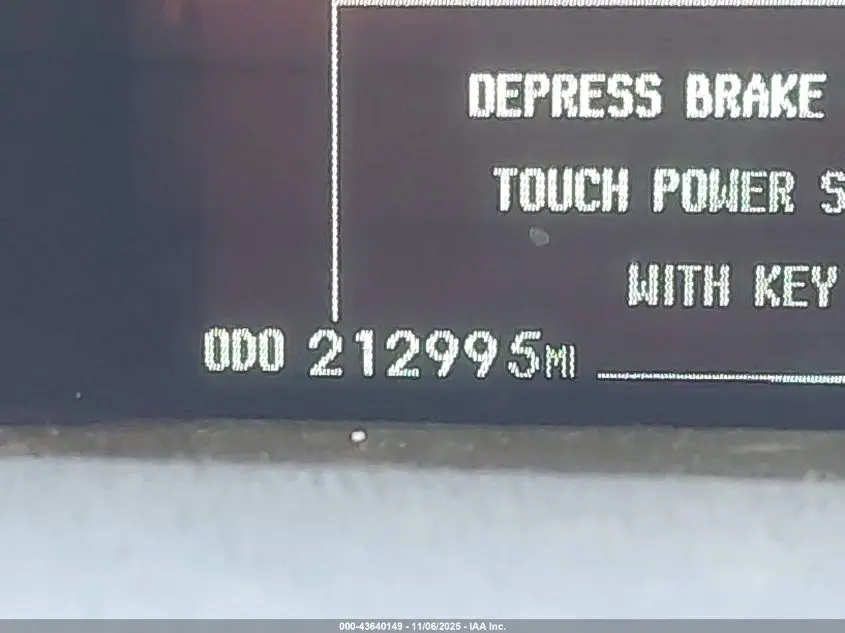 DEPRESS BRAKE
TOUCH POWER S
WITH KEY
ODO 212995MI
000-43640149 - 11/06/2025 - IAA Inc.